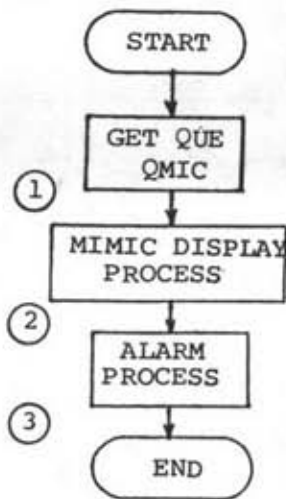 START
GET QUE
QMIC
1
MIMIC DISPLAY
PROCESS
2
ALARM
PROCESS
3
END